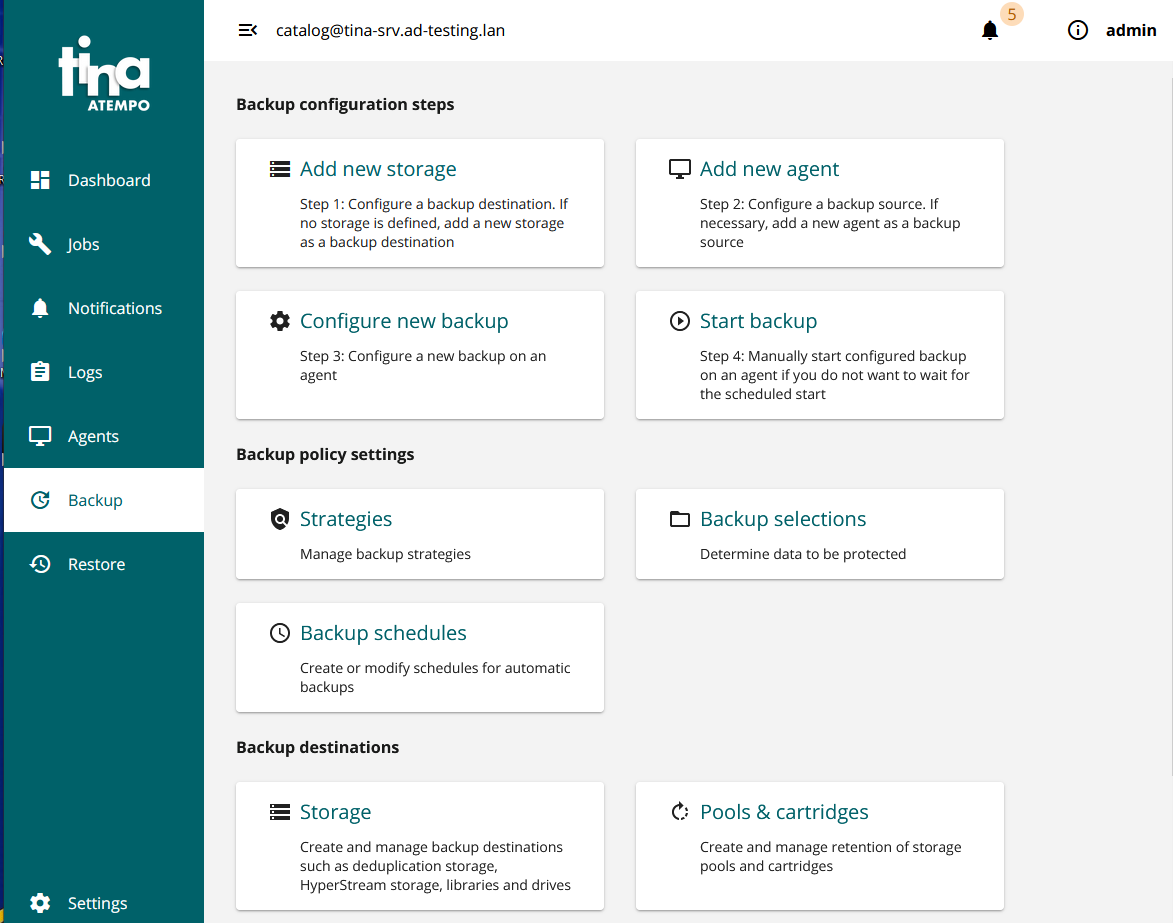 tina
ATEMPO
Dashboard
Jobs
Notifications
Logs
Agents
Backup
Restore
Settings
catalog@tina-srv.ad-testing.lan
5
admin
Backup configuration steps
Add new storage
Step 1: Configure a backup destination. If
no storage is defined, add a new storage
as a backup destination
Add new agent
Step 2: Configure a backup source. If
necessary, add a new agent as a backup
source
Configure new backup
Step 3: Configure a new backup on an
agent
Start backup
Step 4: Manually start configured backup
on an agent if you do not want to wait for
the scheduled start
Backup policy settings
Strategies
Manage backup strategies
Backup selections
Determine data to be protected
Backup schedules
Create or modify schedules for automatic
backups
Backup destinations
Storage
Create and manage backup destinations
such as deduplication storage,
HyperStream storage, libraries and drives
Pools & cartridges
Create and manage retention of storage
pools and cartridges